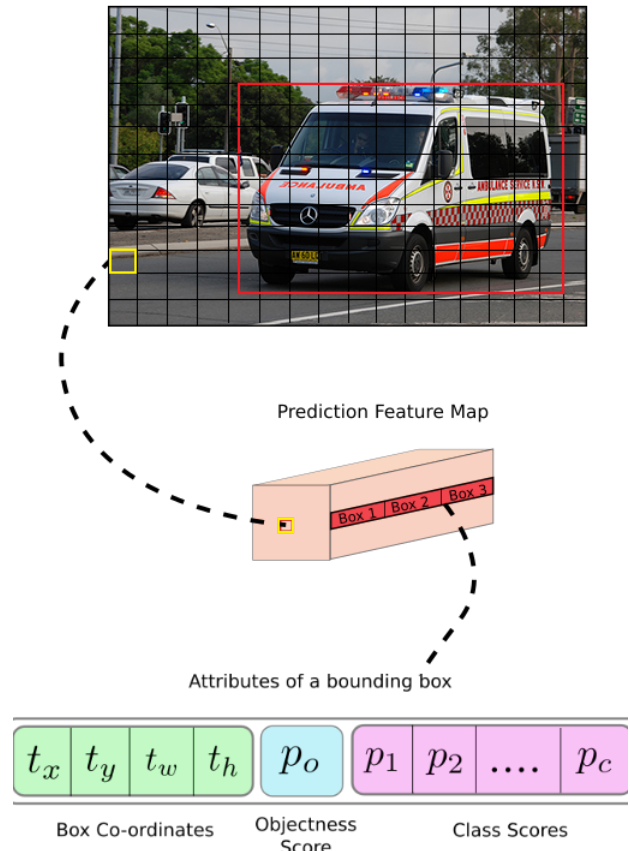 AMBULANCE
AMBULANCE SERVICE N.S.W.
Prediction Feature Map
Box 1 Box 2 Box 3
Attributes of a bounding box
t_x t_y t_w t_h p_o p_1 p_2 .... p_c
Box Co-ordinates Objectness Score Class Scores